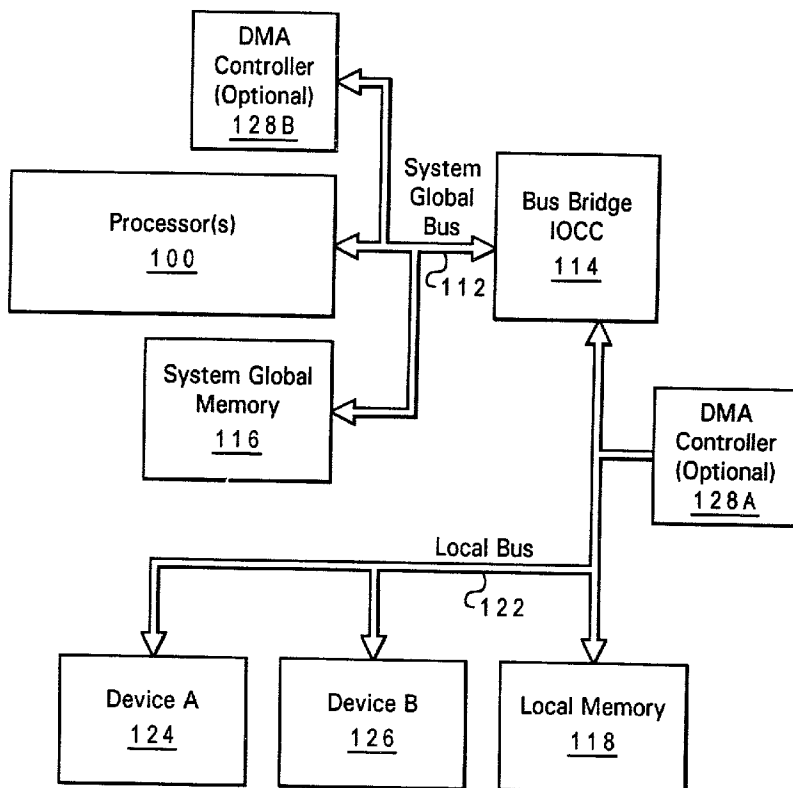 DMA
Controller
(Optional)
128B
Processor(s)
100
System
Global
Bus
112
Bus Bridge
IOCC
114
System Global
Memory
116
DMA
Controller
(Optional)
128A
Local Bus
122
Device A
124
Device B
126
Local Memory
118